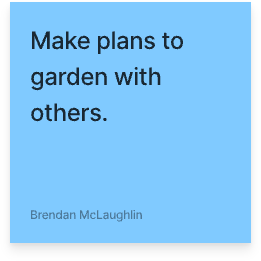 Make plans to
garden with
others.
Brendan McLaughlin